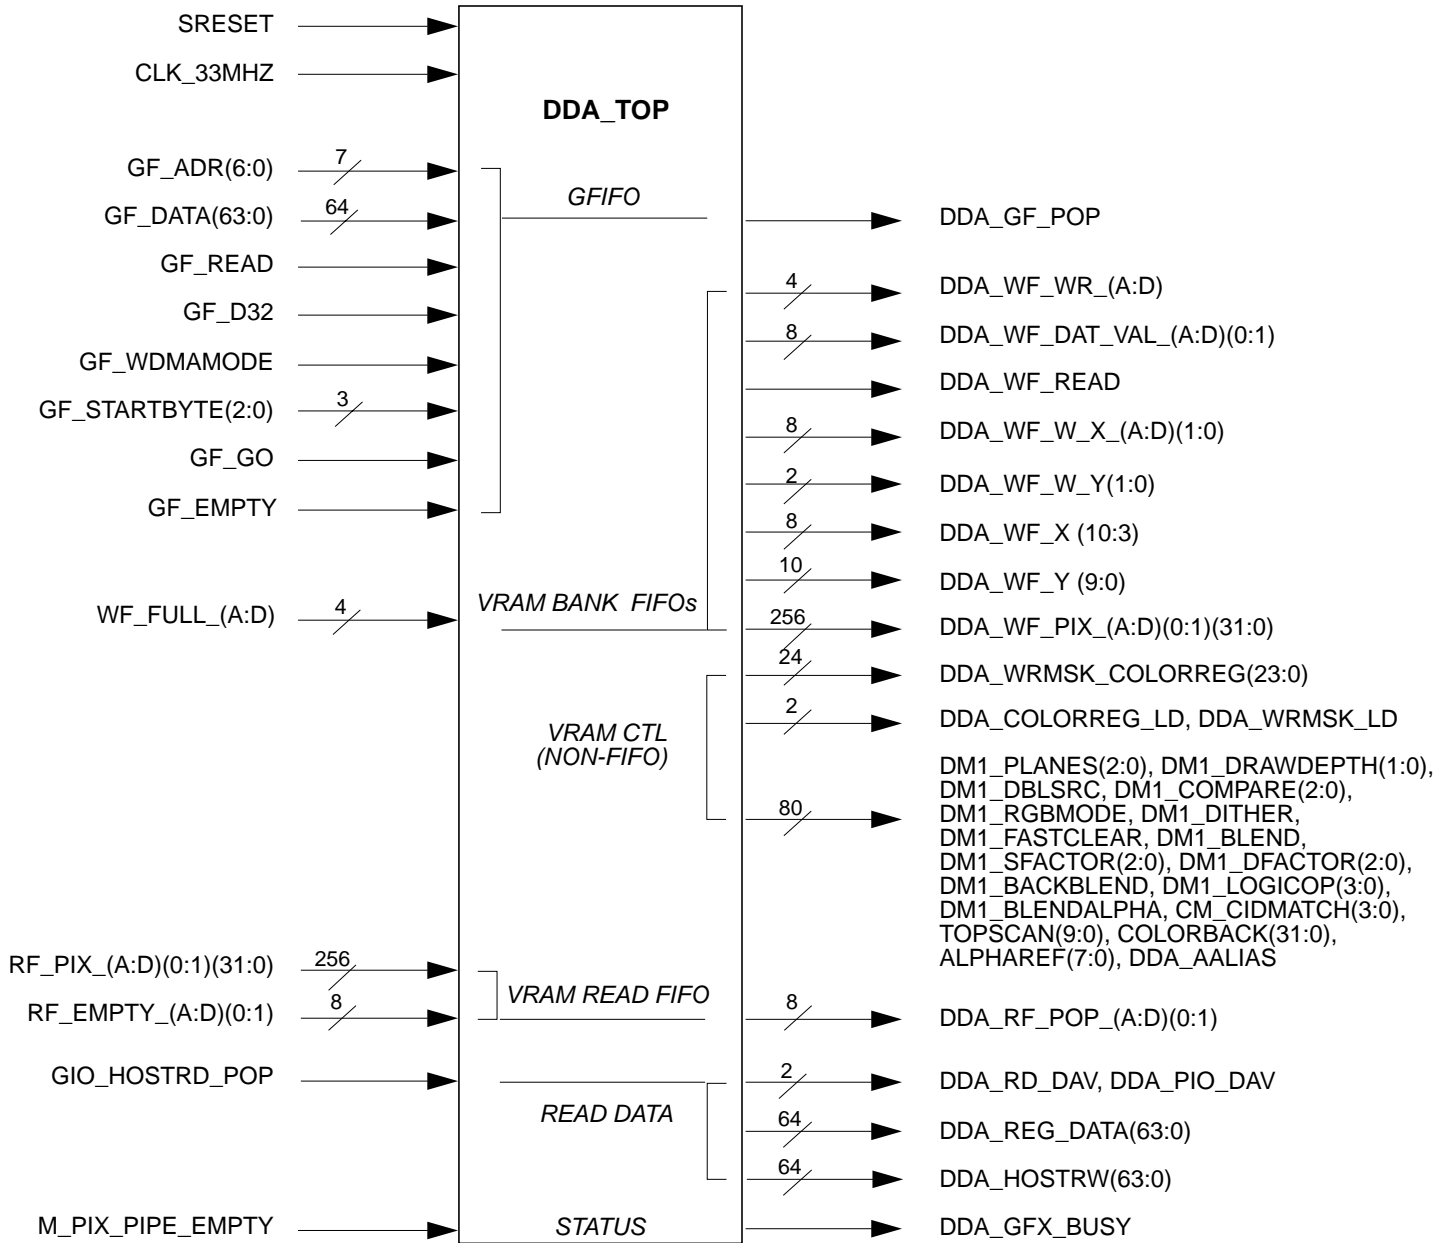 SRESET
CLK_33MHZ
DDA_TOP
GF_ADR(6:0)
7
GF_DATA(63:0)
64
GF_READ
GF_D32
GF_WDMAMODE
GF_STARTBYTE(2:0)
3
GF_GO
GF_EMPTY
GFIFO
DDA_GF_POP
4
DDA_WF_WR_(A:D)
8
DDA_WF_DAT_VAL_(A:D)(0:1)
DDA_WF_READ
8
DDA_WF_W_X_(A:D)(1:0)
2
DDA_WF_W_Y(1:0)
8
DDA_WF_X (10:3)
10
DDA_WF_Y (9:0)
WF_FULL_(A:D)
4
VRAM BANK FIFOs
256
DDA_WF_PIX_(A:D)(0:1)(31:0)
24
DDA_WRMSK_COLORREG(23:0)
VRAM CTL
(NON-FIFO)
2
DDA_COLORREG_LD, DDA_WRMSK_LD
80
DM1_PLANES(2:0), DM1_DRAWDEPTH(1:0),
DM1_DBLSRC, DM1_COMPARE(2:0),
DM1_RGBMODE, DM1_DITHER,
DM1_FASTCLEAR, DM1_BLEND,
DM1_SFACTOR(2:0), DM1_DFACTOR(2:0),
DM1_BACKBLEND, DM1_LOGICOP(3:0),
DM1_BLENDALPHA, CM_CIDMATCH(3:0),
TOPSCAN(9:0), COLORBACK(31:0),
ALPHAREF(7:0), DDA_AALIAS
RF_PIX_(A:D)(0:1)(31:0)
256
RF_EMPTY_(A:D)(0:1)
8
VRAM READ FIFO
8
DDA_RF_POP_(A:D)(0:1)
GIO_HOSTRD_POP
READ DATA
2
DDA_RD_DAV, DDA_PIO_DAV
64
DDA_REG_DATA(63:0)
64
DDA_HOSTRW(63:0)
M_PIX_PIPE_EMPTY
STATUS
DDA_GFX_BUSY